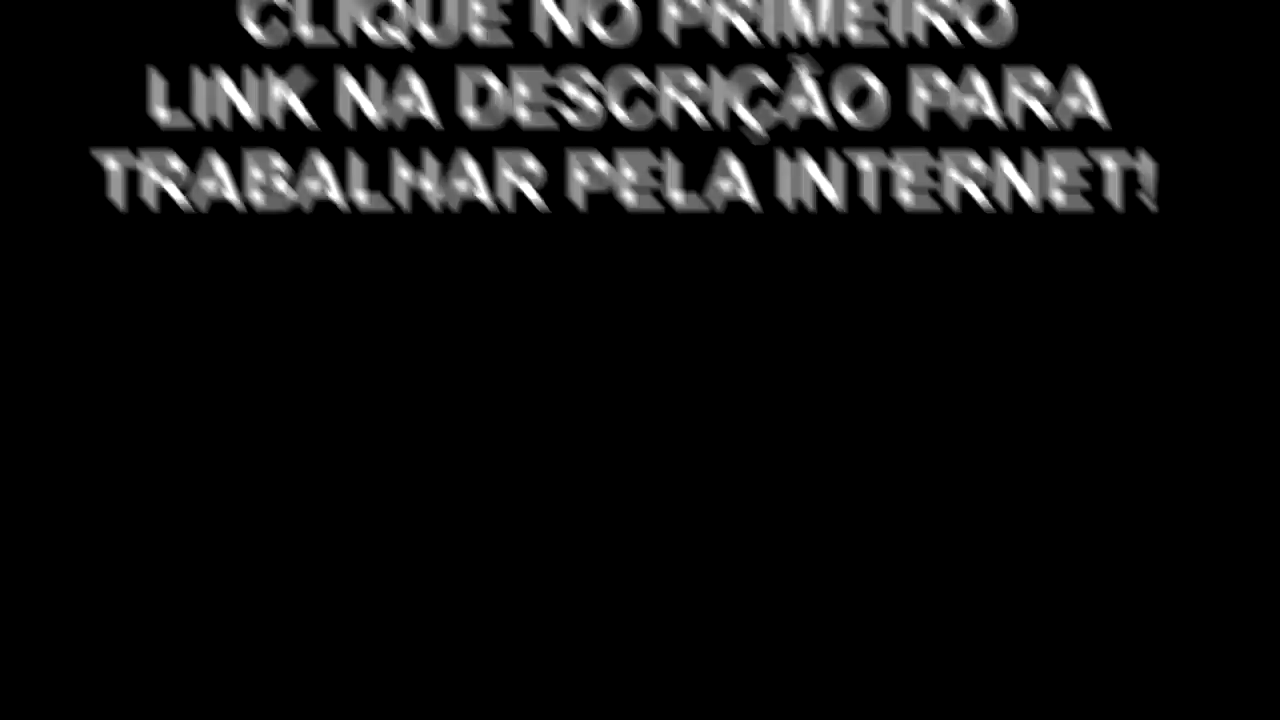 CLIQUE NO PRIMEIRO
LINK NA DESCRIÇÃO PARA
TRABALHAR PELA INTERNET!